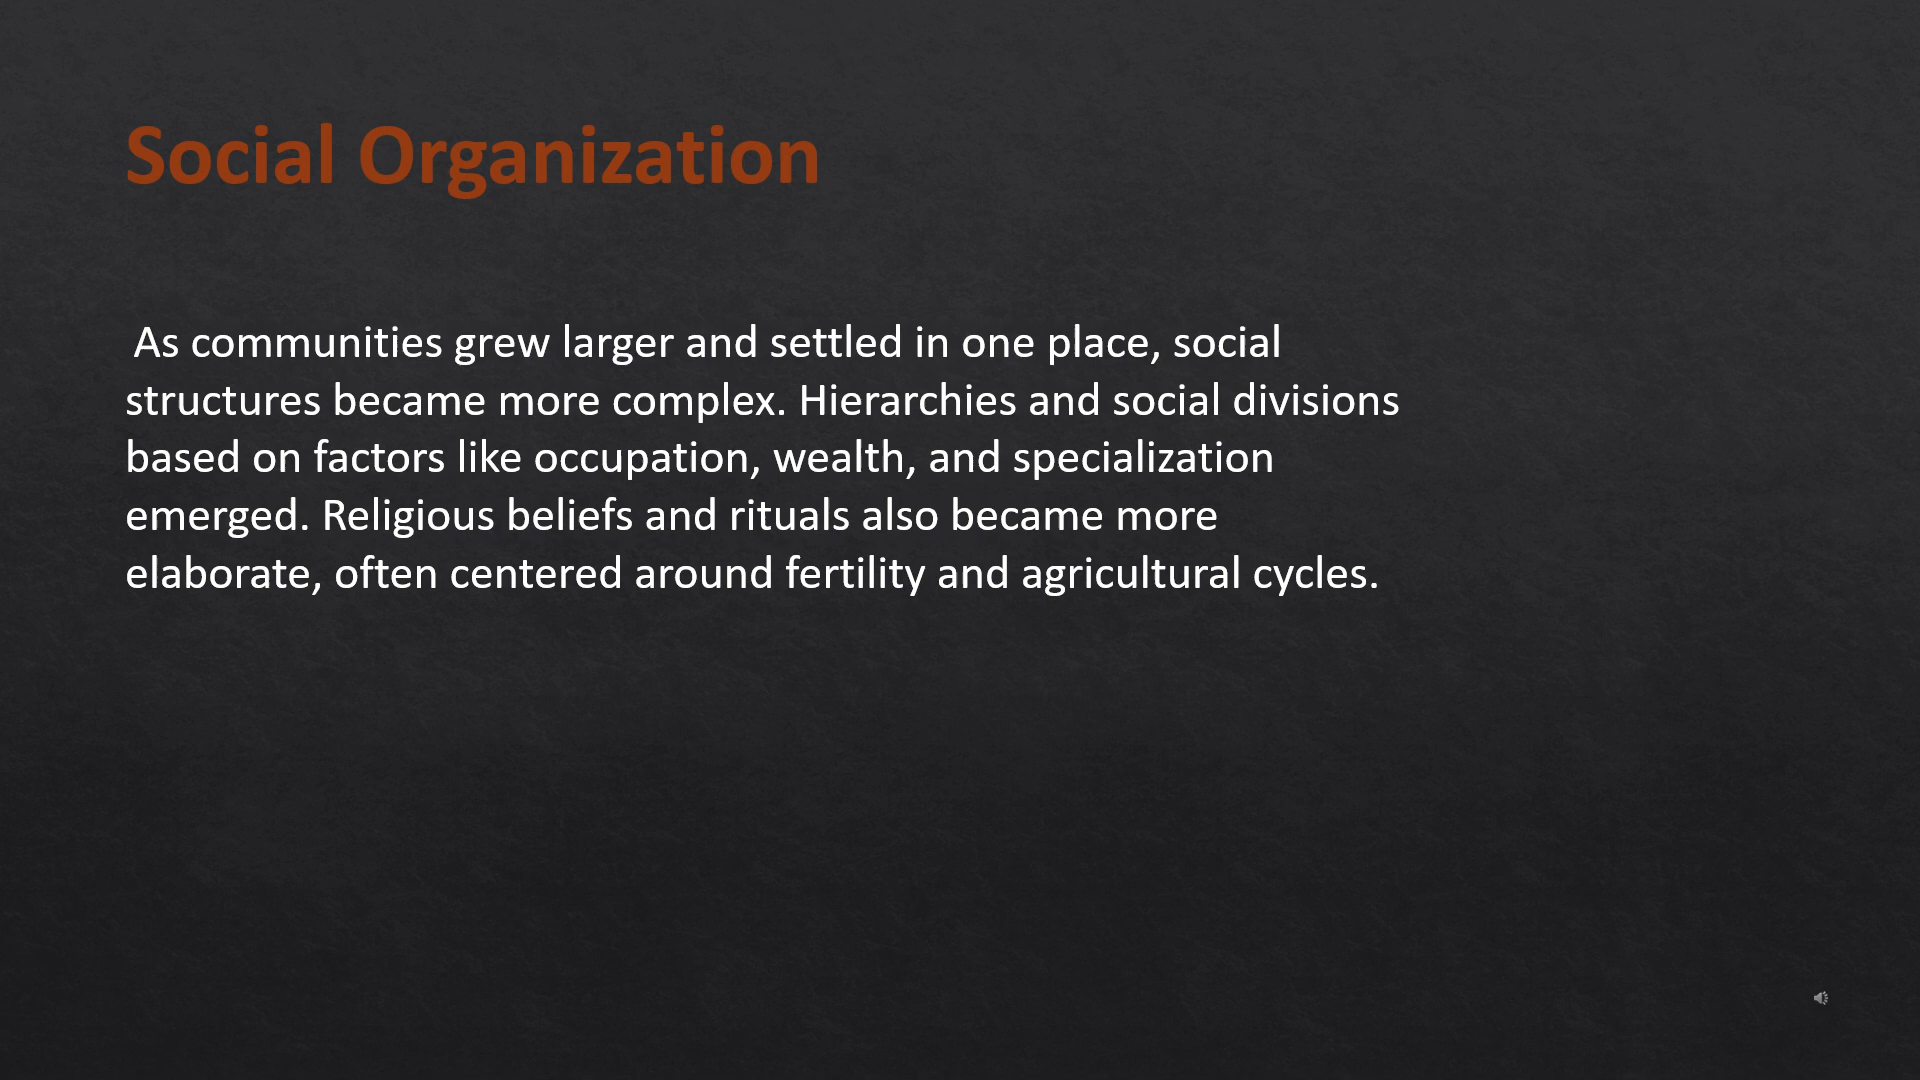 Social Organization
As communities grew larger and settled in one place, social
structures became more complex. Hierarchies and social divisions
based on factors like occupation, wealth, and specialization
emerged. Religious beliefs and rituals also became more
elaborate, often centered around fertility and agricultural cycles.